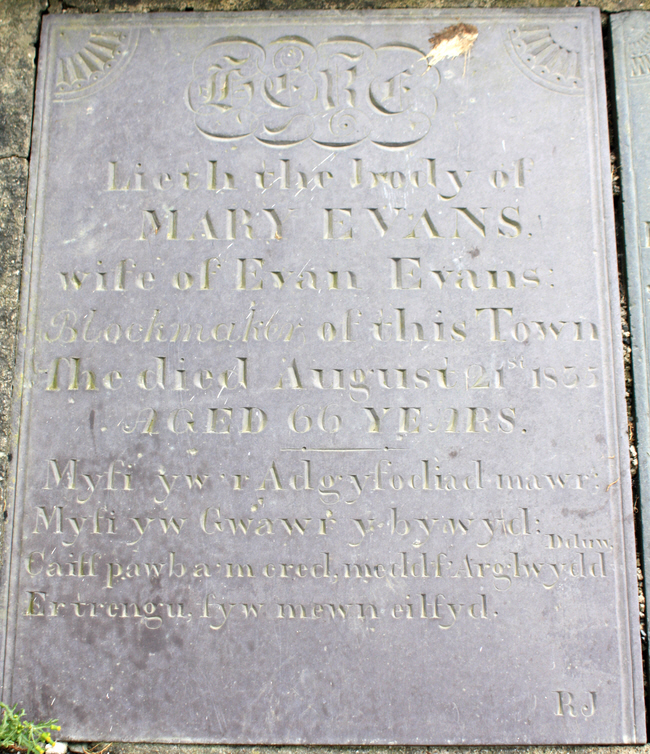 HERE
Lieth the body of
MARY EVANS.
wife of Evan Evans:
Blockmaker of this Town
She died August 21st 1835
AGED 66 YEARS.
Myfi yw'r Adgyfodiad mawr:
Myfi yw Gwawr y bywyd:
Caiff pawb a'm cred, medd f'Arglwydd Dduw,
Er trengu, fyw mewn eilfyd.
R J